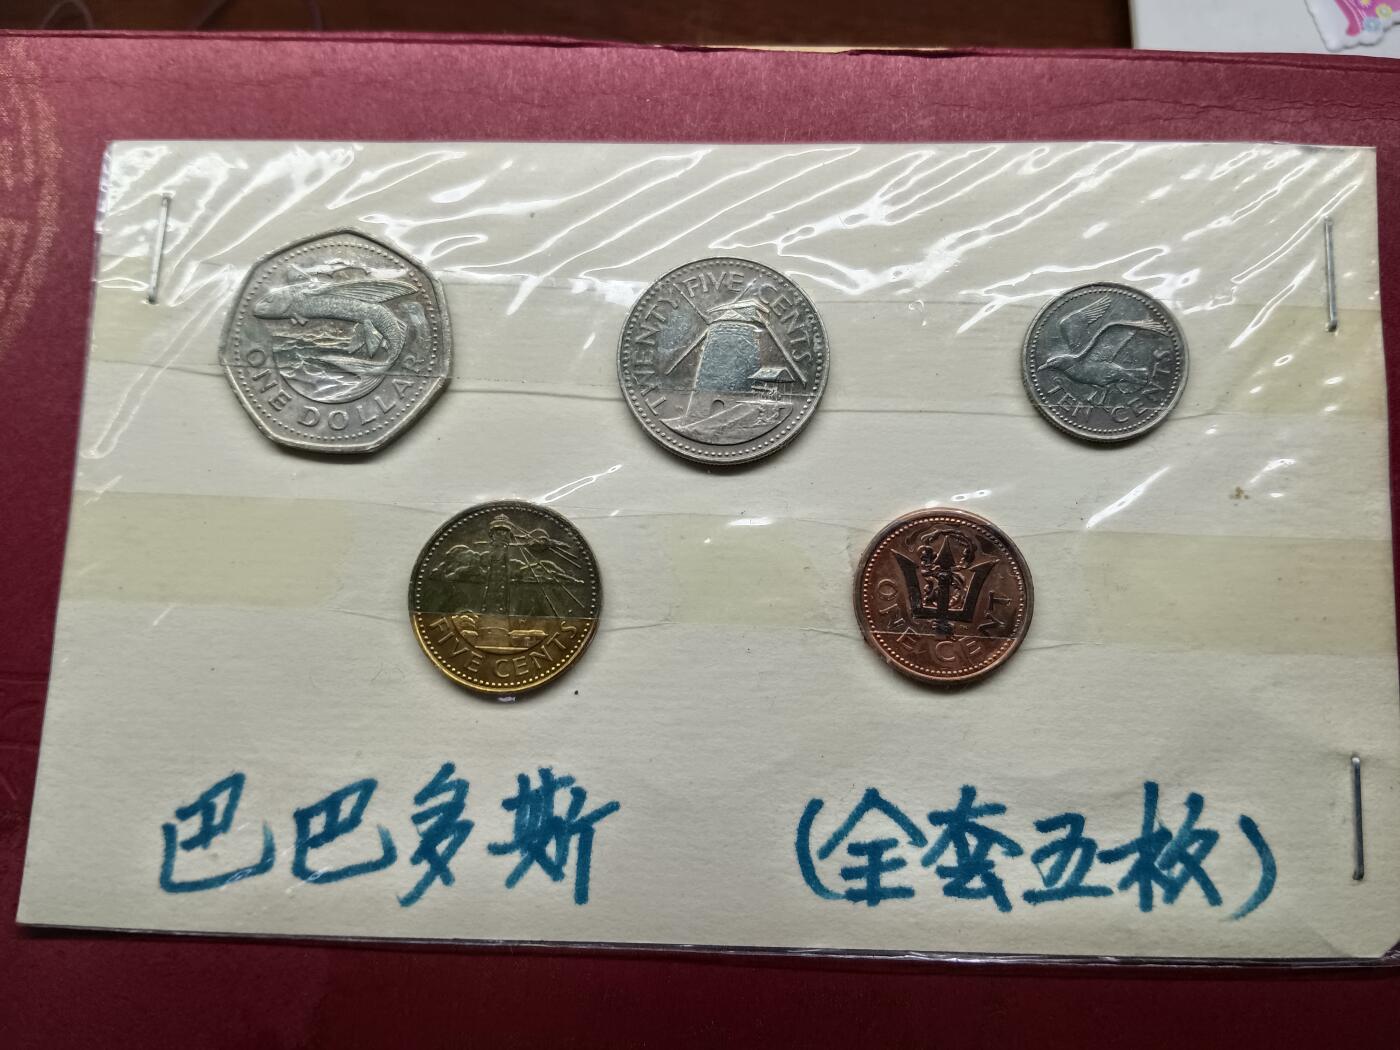 ONE DOLLAR
TWENTY FIVE CENTS
TEN CENTS
FIVE CENTS
ONE CENT
巴巴多斯 (全套五枚)